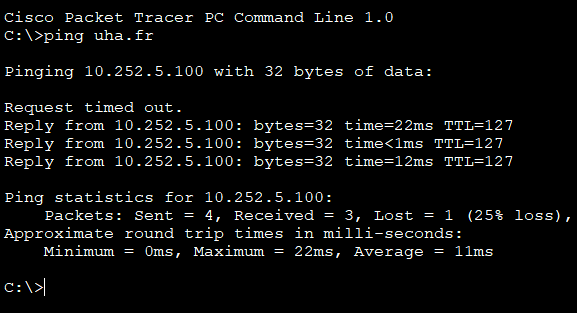 Cisco Packet Tracer PC Command Line 1.0
C:\>ping uha.fr
Pinging 10.252.5.100 with 32 bytes of data:
Request timed out.
Reply from 10.252.5.100: bytes=32 time=22ms TTL=127
Reply from 10.252.5.100: bytes=32 time<1ms TTL=127
Reply from 10.252.5.100: bytes=32 time=12ms TTL=127
Ping statistics for 10.252.5.100:
    Packets: Sent = 4, Received = 3, Lost = 1 (25% loss),
Approximate round trip times in milli-seconds:
    Minimum = 0ms, Maximum = 22ms, Average = 11ms
C:\>